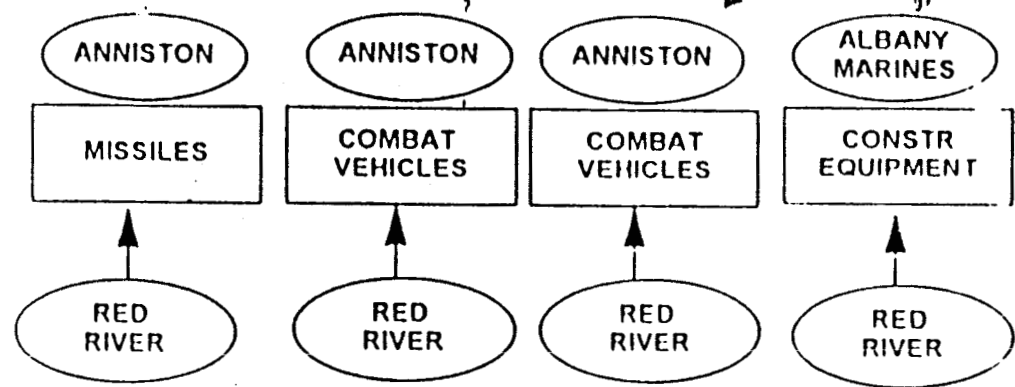 ANNISTON
ANNISTON
ANNISTON
ALBANY
MARINES
MISSILES
COMBAT
VEHICLES
COMBAT
VEHICLES
CONSTR
EQUIPMENT
RED
RIVER
RED
RIVER
RED
RIVER
RED
RIVER